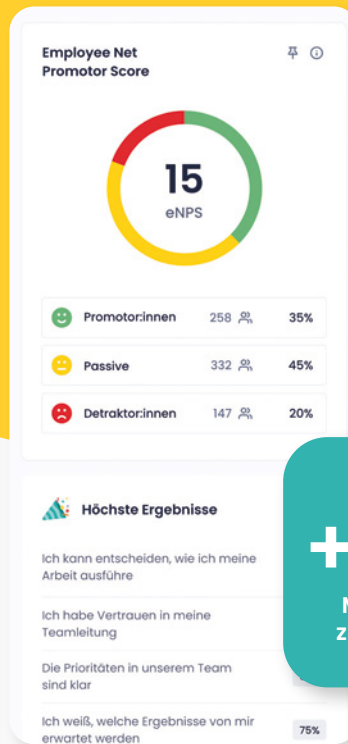 Employee Net
Promotor Score
15
eNPS
Promotor:innen 258 35%
Passive 332 45%
Detraktor:innen 147 20%
Höchste Ergebnisse
Ich kann entscheiden, wie ich meine
Arbeit ausführe
Ich habe Vertrauen in meine
Teamleitung
Die Prioritäten in unserem Team
sind klar
Ich weiß, welche Ergebnisse von mir
erwartet werden
75%
+